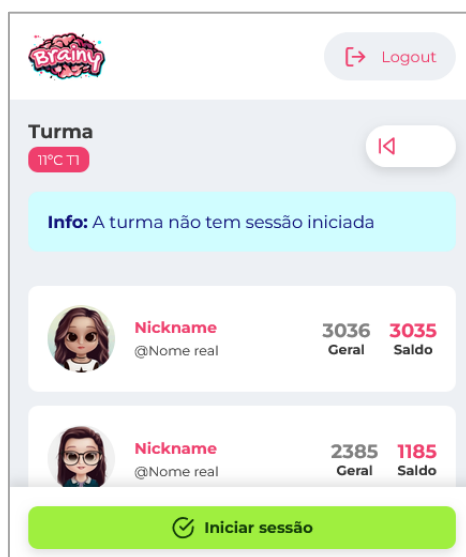 Brainy
Logout
Turma
11ºC T1
Info: A turma não tem sessão iniciada
Nickname
@Nome real
3036 3035
Geral Saldo
Nickname
@Nome real
2385 1185
Geral Saldo
Iniciar sessão